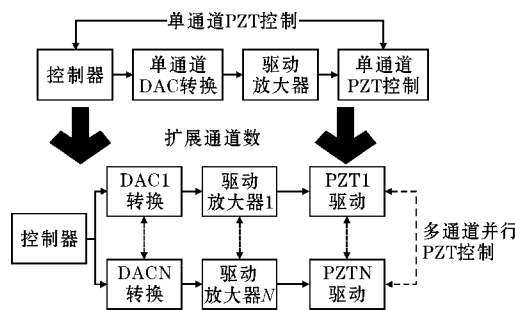 单通道PZT控制
控制器
单通道
DAC转换
驱动
放大器
单通道
PZT控制
扩展通道数
控制器
DAC1
转换
驱动
放大器1
PZT1
驱动
DACN
转换
驱动
放大器N
PZTN
驱动
多通道并行
PZT控制